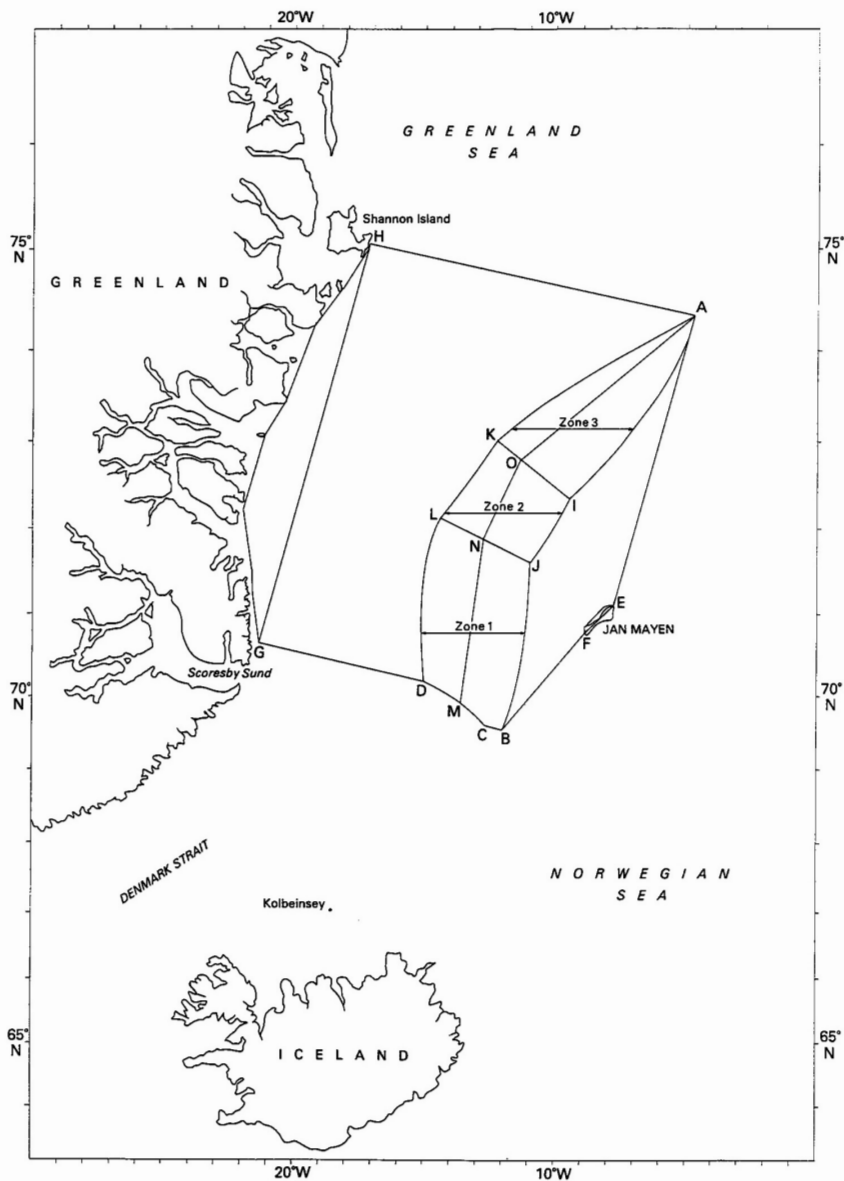 20°W 10°W
GREENLAND
SEA
Shannon Island
H
75°
N
75°
N
GREENLAND
A
K
Zone 3
O
I
L
Zone 2
N
J
E
JAN MAYEN
F
Zone 1
G
Scoresby Sund
D
70°
N
70°
N
M
C B
DENMARK STRAIT
NORWEGIAN
SEA
Kolbeinsey
65°
N
65°
N
ICELAND
20°W 10°W